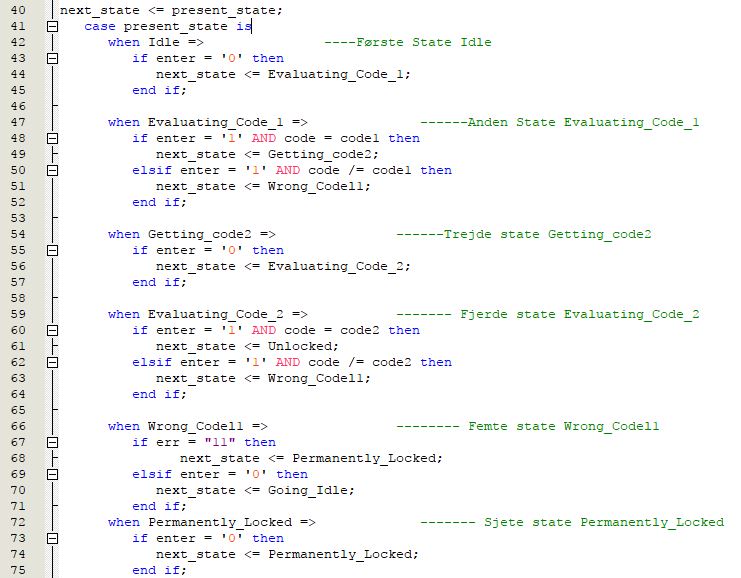 40 next_state <= present_state;
41 case present_state is
42 when Idle => ----Første State Idle
43 if enter = '0' then
44 next_state <= Evaluating_Code_1;
45 end if;
46
47 when Evaluating_Code_1 => ------Anden State Evaluating_Code_1
48 if enter = '1' AND code = code1 then
49 next_state <= Getting_code2;
50 elsif enter = '1' AND code /= code1 then
51 next_state <= Wrong_Codel1;
52 end if;
53
54 when Getting_code2 => ------Trejde state Getting_code2
55 if enter = '0' then
56 next_state <= Evaluating_Code_2;
57 end if;
58
59 when Evaluating_Code_2 => ------- Fjerde state Evaluating_Code_2
60 if enter = '1' AND code = code2 then
61 next_state <= Unlocked;
62 elsif enter = '1' AND code /= code2 then
63 next_state <= Wrong_Codel1;
64 end if;
65
66 when Wrong_Codel1 => -------- Femte state Wrong_Codel1
67 if err = "11" then
68 next_state <= Permanently_Locked;
69 elsif enter = '0' then
70 next_state <= Going_Idle;
71 end if;
72 when Permanently_Locked => ------- Sjete state Permanently_Locked
73 if enter = '0' then
74 next_state <= Permanently_Locked;
75 end if;